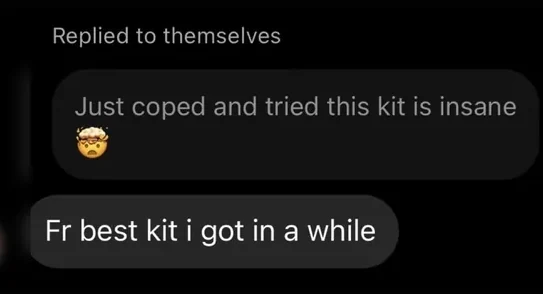 Replied to themselves
Just coped and tried this kit is insane
🤯
Fr best kit i got in a while